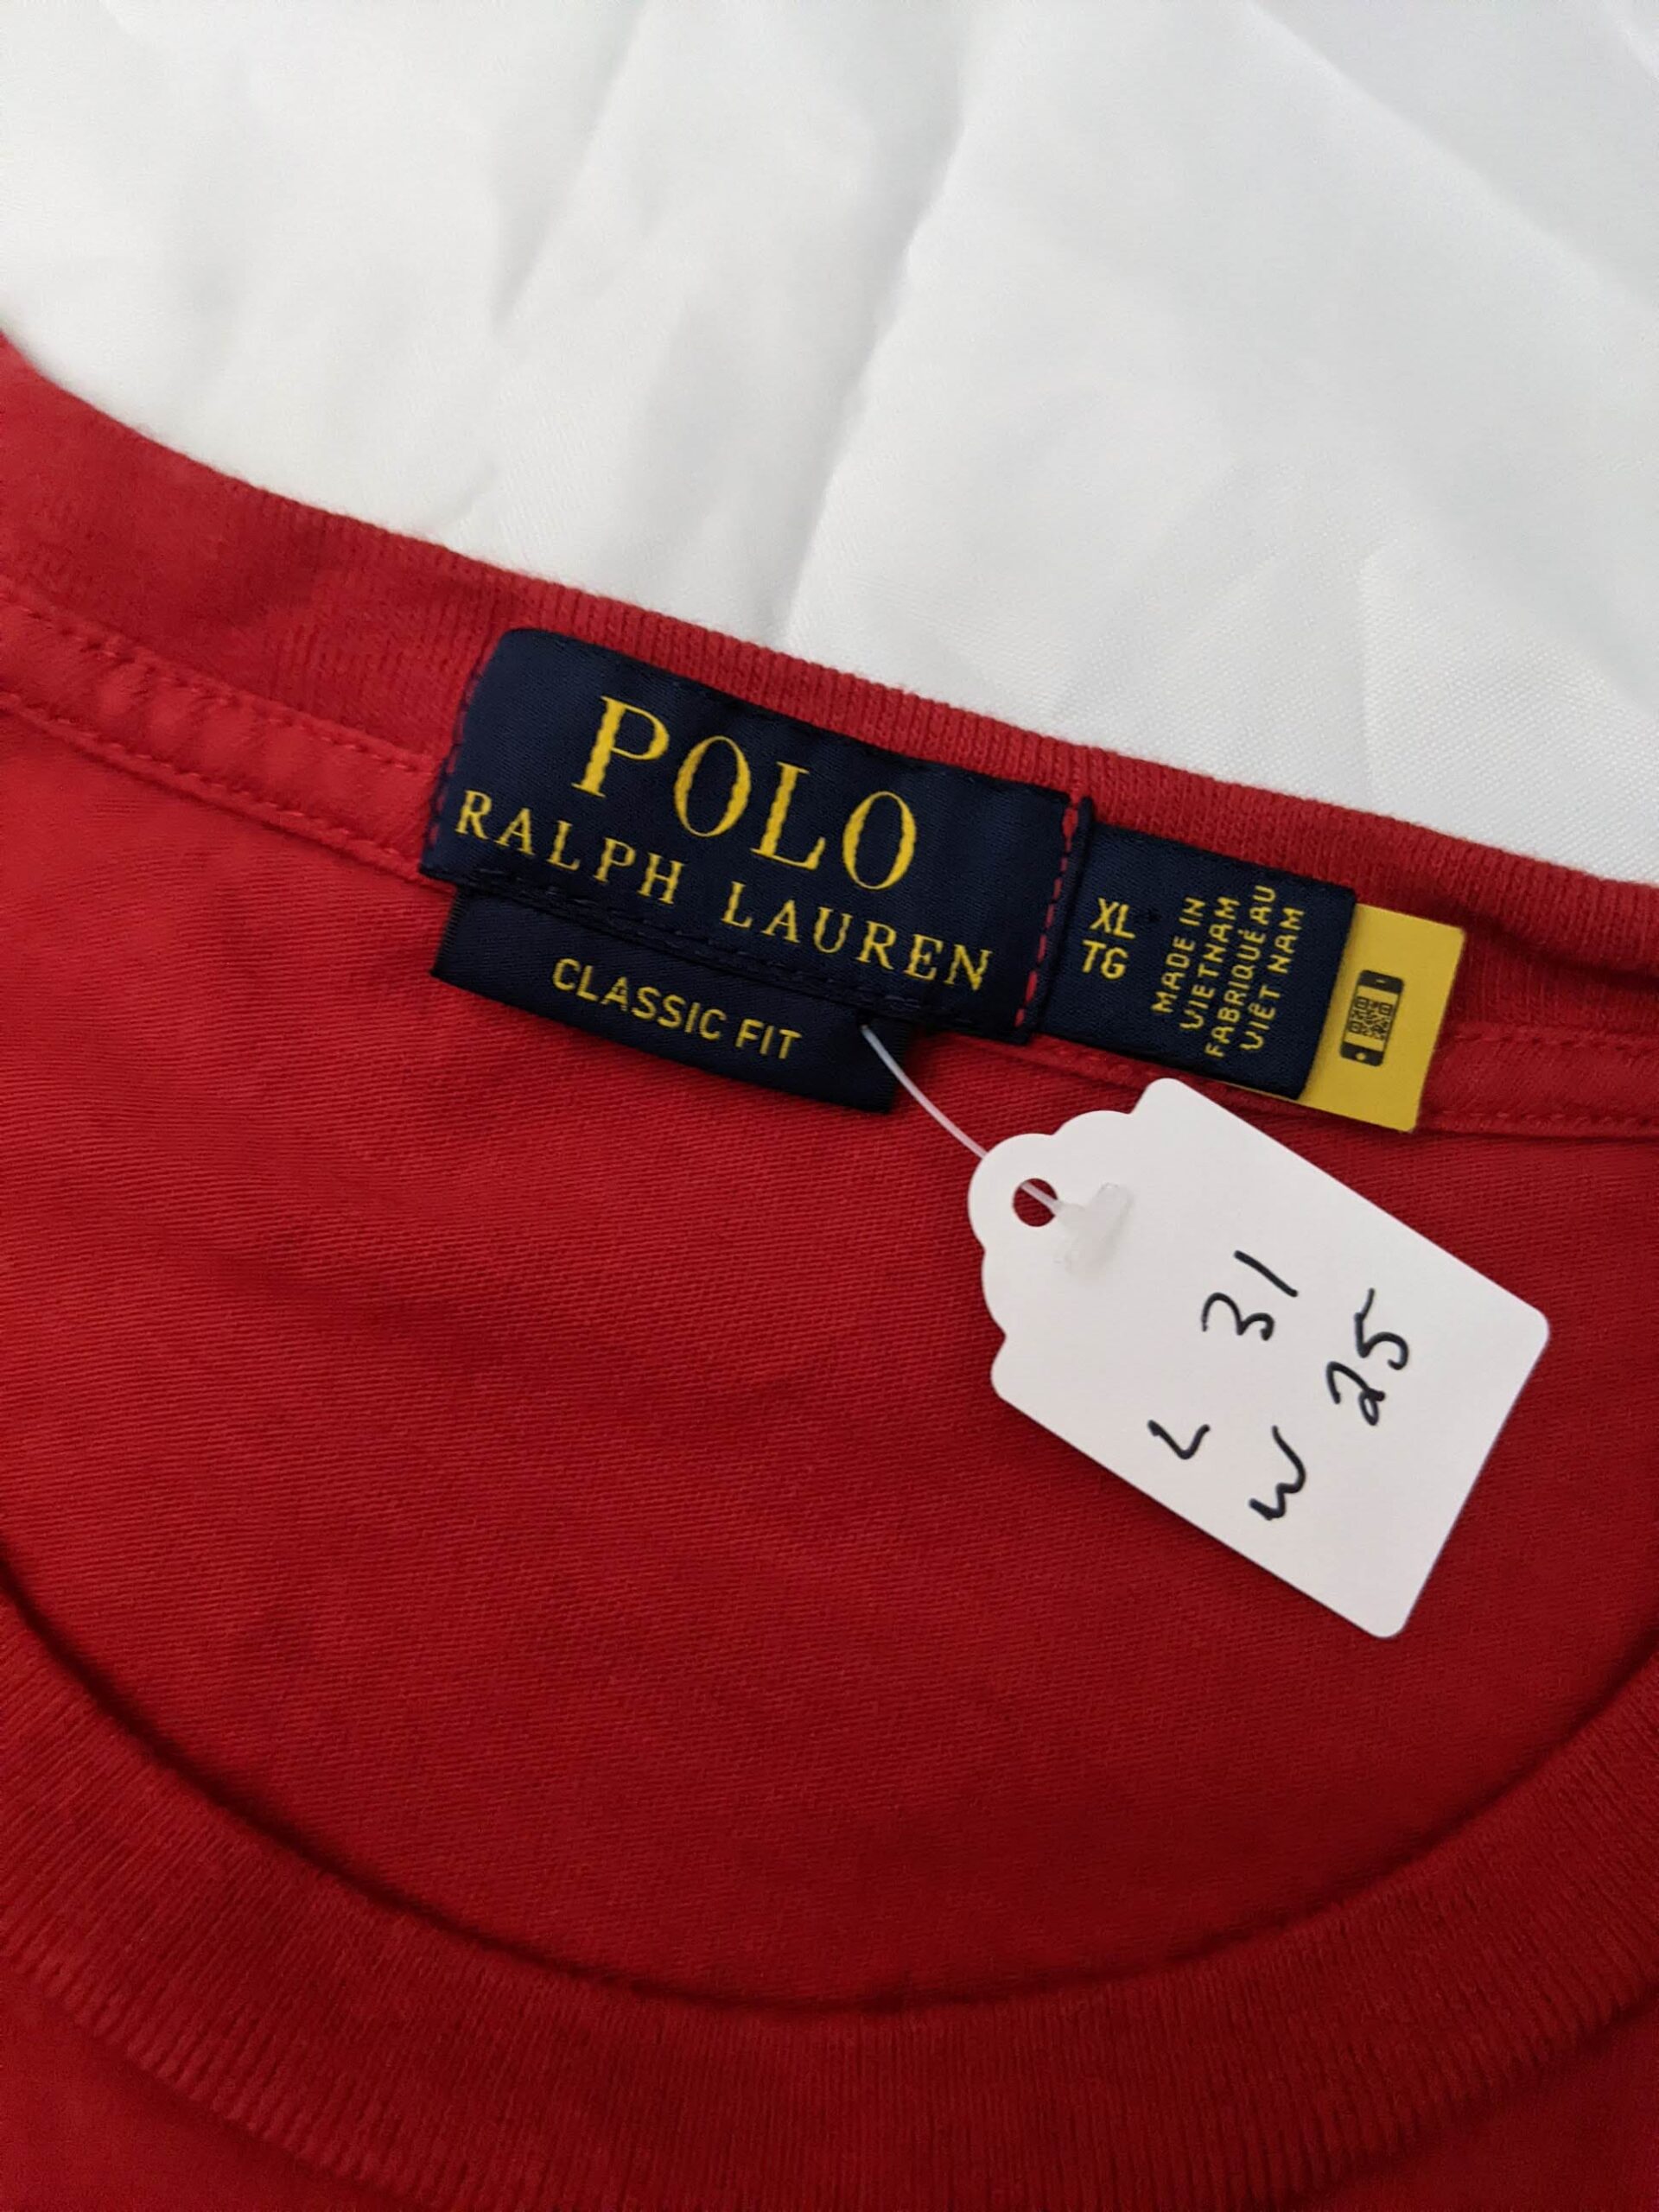 POLO
RALPH LAUREN
CLASSIC FIT
XL
TG
MADE IN
VIETNAM
FABRIQUÉ AU
VIÊT NAM
L 31
W 25